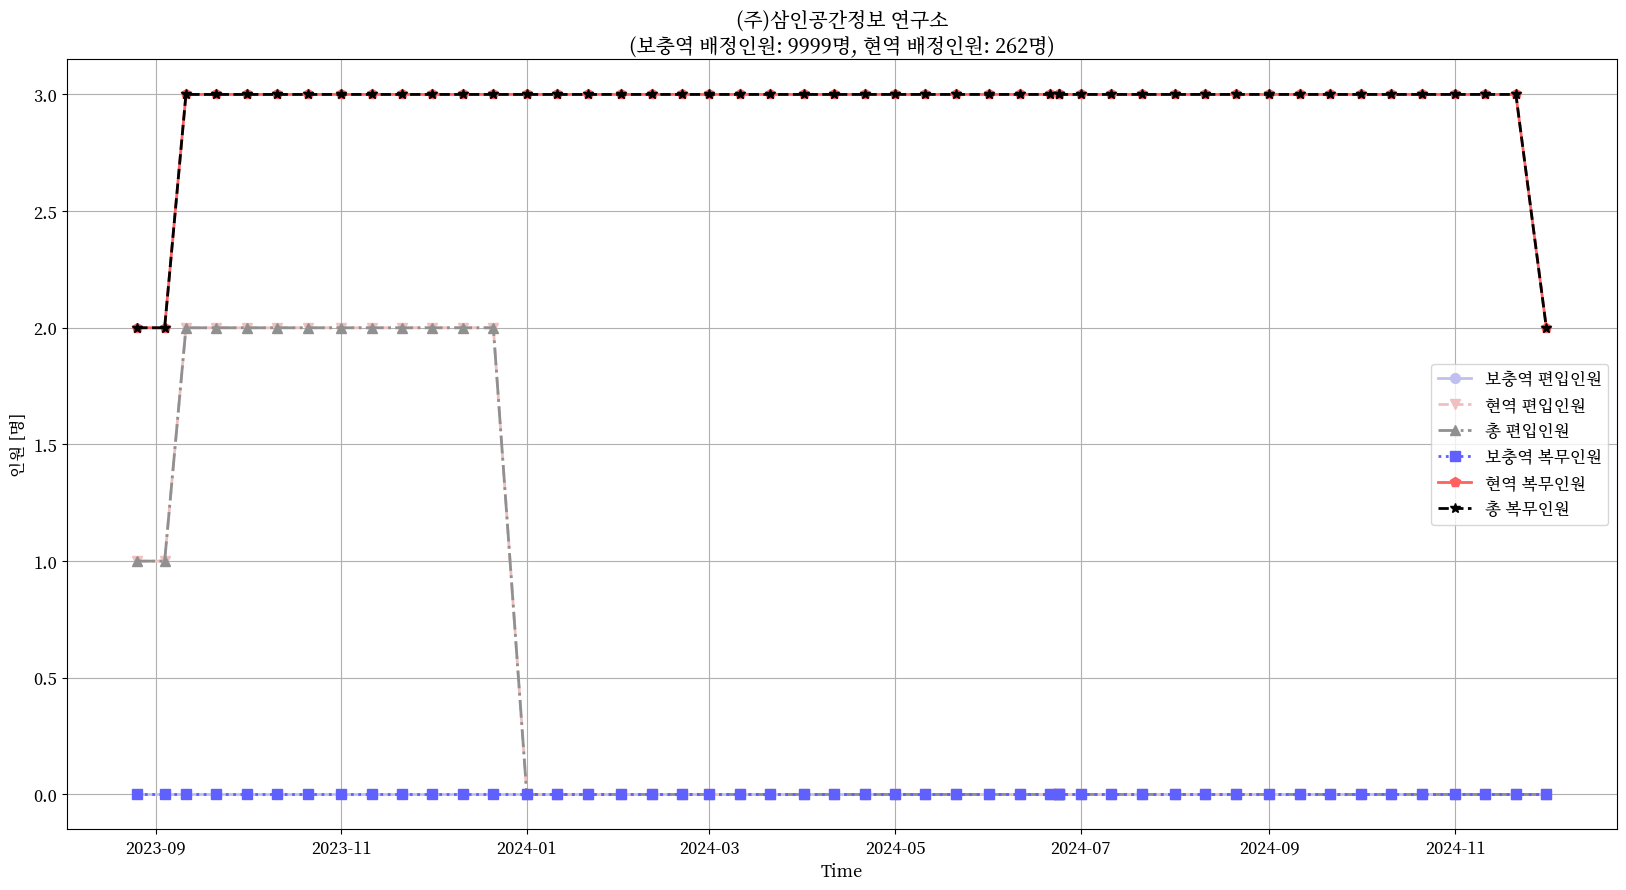 (주)삼인공간정보 연구소
(보충역 배정인원: 9999명, 현역 배정인원: 262명)
3.0
2.5
2.0
1.5
1.0
0.5
0.0
인원 [명]
보충역 편입인원
현역 편입인원
총 편입인원
보충역 복무인원
현역 복무인원
총 복무인원
2023-09 2023-11 2024-01 2024-03 2024-05 2024-07 2024-09 2024-11
Time